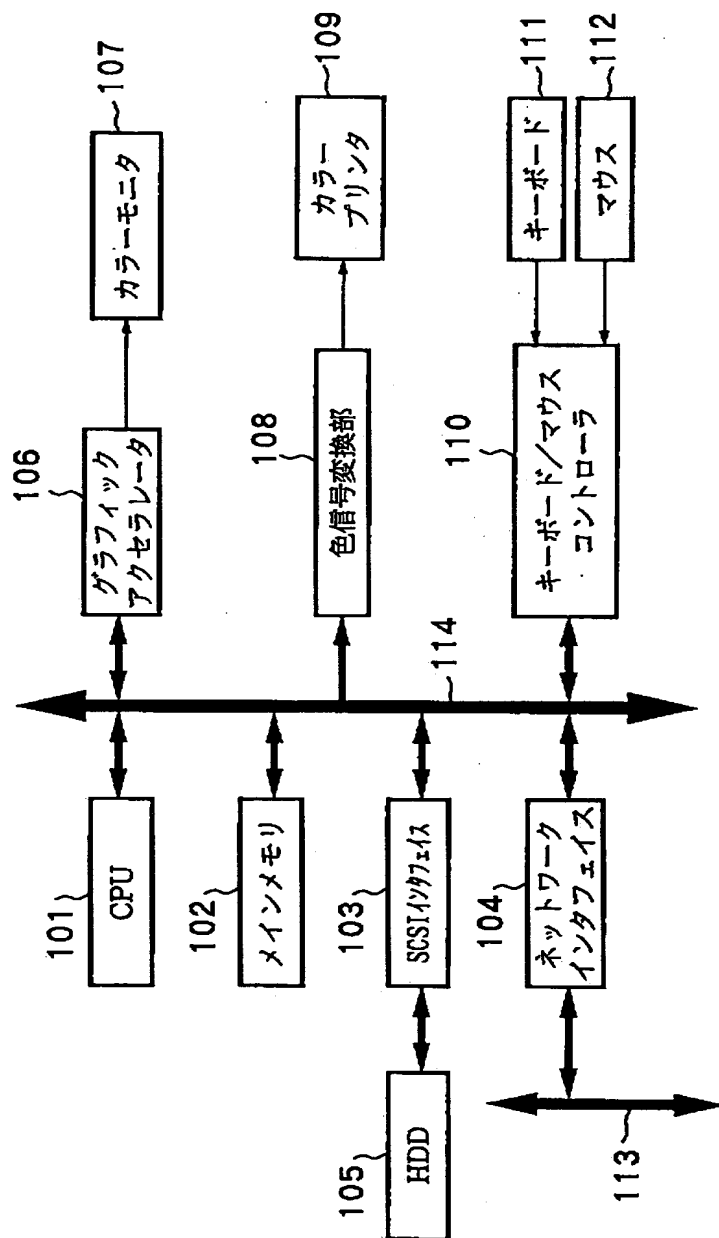 101
CPU
102
メインメモリ
103
SCSIインタフェイス
104
ネットワーク
インタフェイス
105
HDD
113
114
106
グラフィック
アクセラレータ
107
カラーモニタ
108
色信号変換部
109
カラー
プリンタ
110
キーボード/マウス
コントローラ
111
キーボード
112
マウス